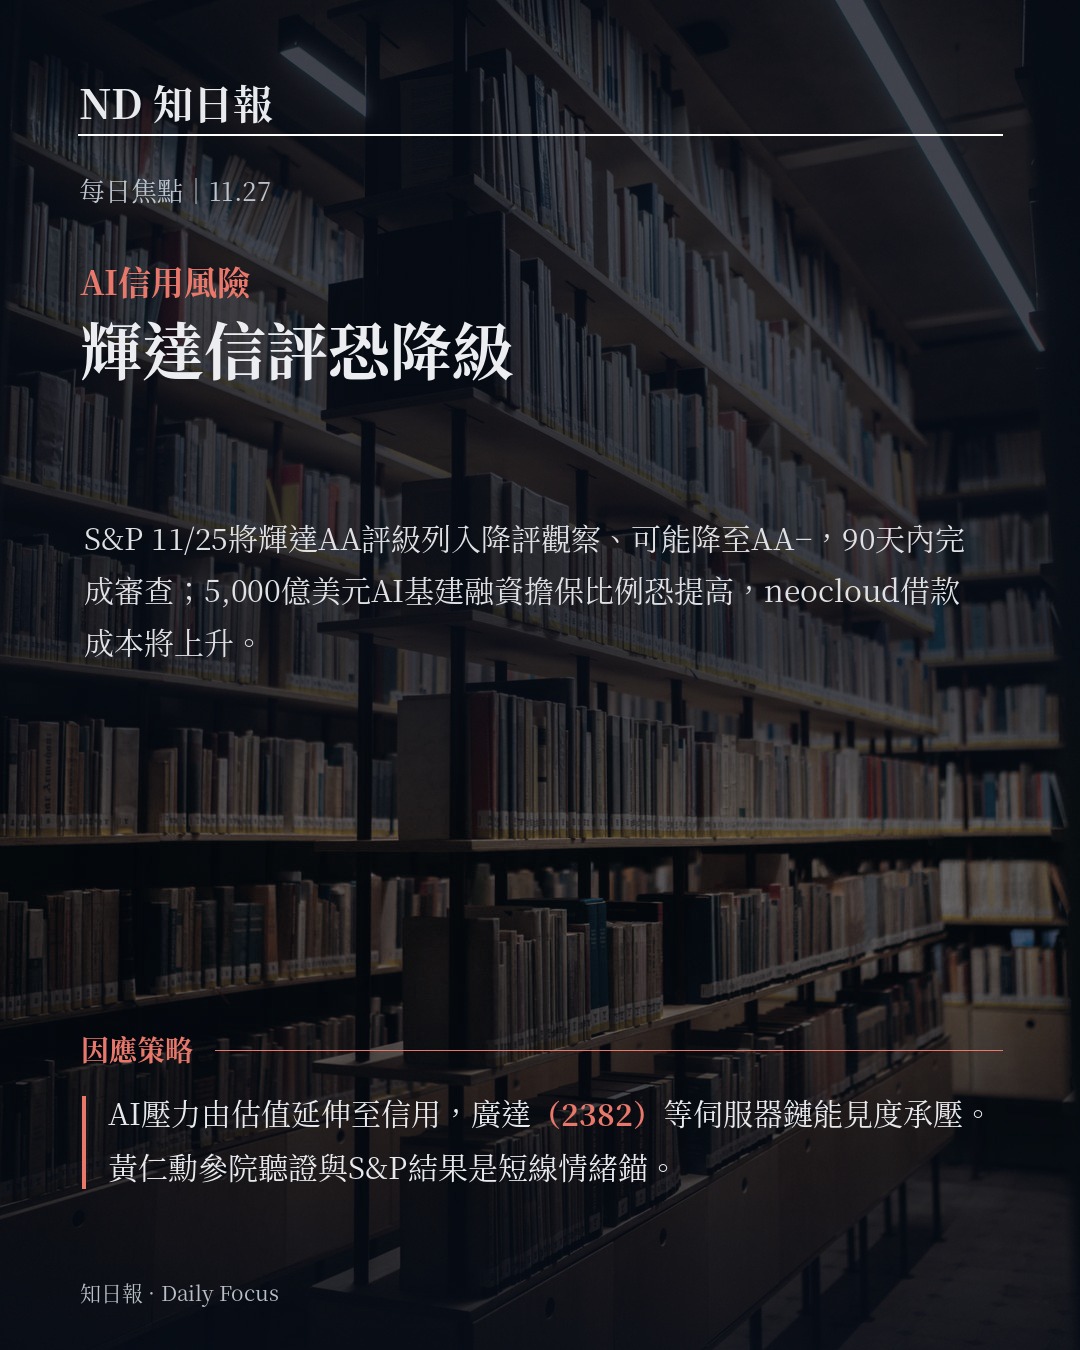 ND 知日報
每日焦點｜11.27
AI信用風險
輝達信評恐降級
S&P 11/25將輝達AA評級列入降評觀察、可能降至AA−，90天內完
成審查；5,000億美元AI基建融資擔保比例恐提高，neocloud借款
成本將上升。
因應策略
AI壓力由估值延伸至信用，廣達（2382）等伺服器鏈能見度承壓。
黃仁勳參院聽證與S&P結果是短線情緒錨。
知日報 · Daily Focus